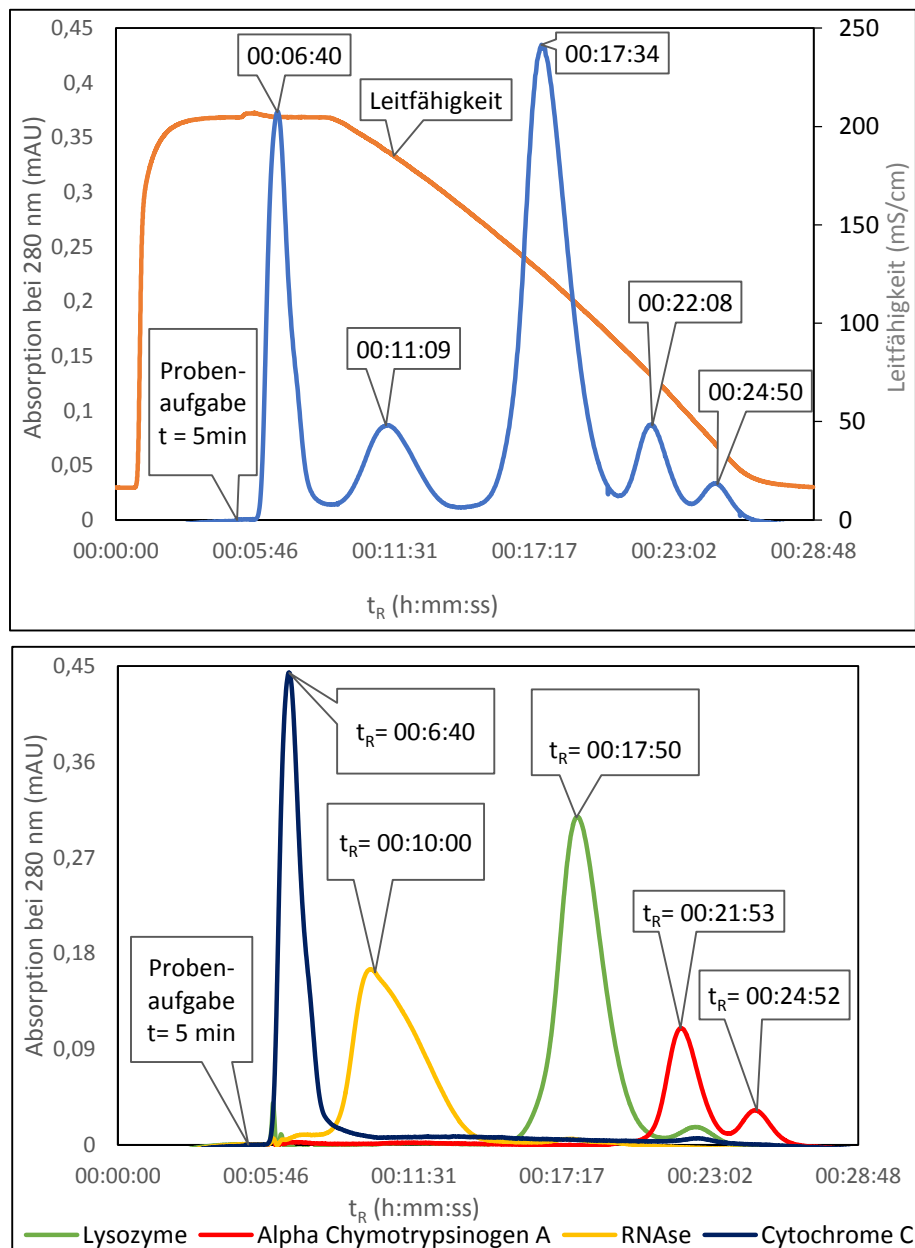 0,45
0,4
0,35
0,3
0,25
0,2
0,15
0,1
0,05
0
Absorption bei 280 nm (mAU)
00:06:40
Leitfähigkeit
00:17:34
00:11:09
00:22:08
00:24:50
Proben-
aufgabe
t = 5min
250
200
150
100
50
0
Leitfähigkeit (mS/cm)
00:00:00 00:05:46 00:11:31 00:17:17 00:23:02 00:28:48
tR (h:mm:ss)
0,45
0,36
0,27
0,18
0,09
0
Absorption bei 280 nm (mAU)
tR= 00:6:40
tR= 00:17:50
tR= 00:10:00
tR= 00:21:53
tR= 00:24:52
Proben-
aufgabe
t= 5 min
00:00:00 00:05:46 00:11:31 00:17:17 00:23:02 00:28:48
tR (h:mm:ss)
Lysozyme Alpha Chymotrypsinogen A RNAse Cytochrome C